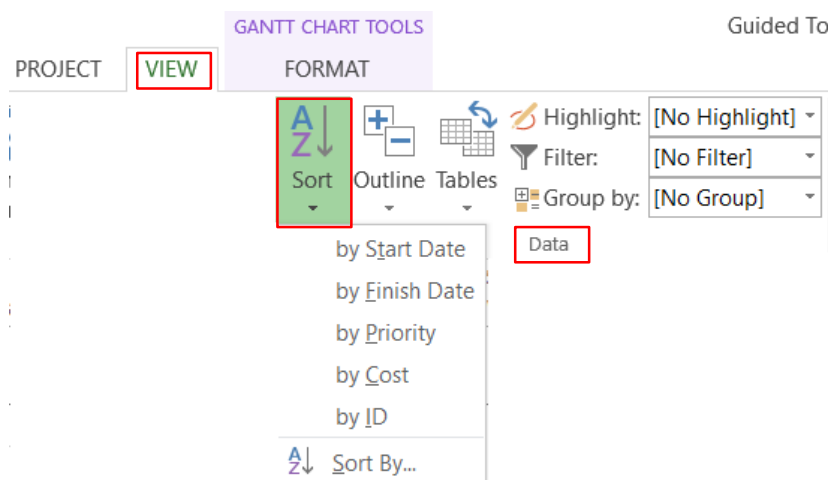 GANTT CHART TOOLS
Guided To
PROJECT
VIEW
FORMAT
Sort
Outline
Tables
Highlight: [No Highlight]
Filter: [No Filter]
Group by: [No Group]
Data
by Start Date
by Finish Date
by Priority
by Cost
by ID
Sort By...